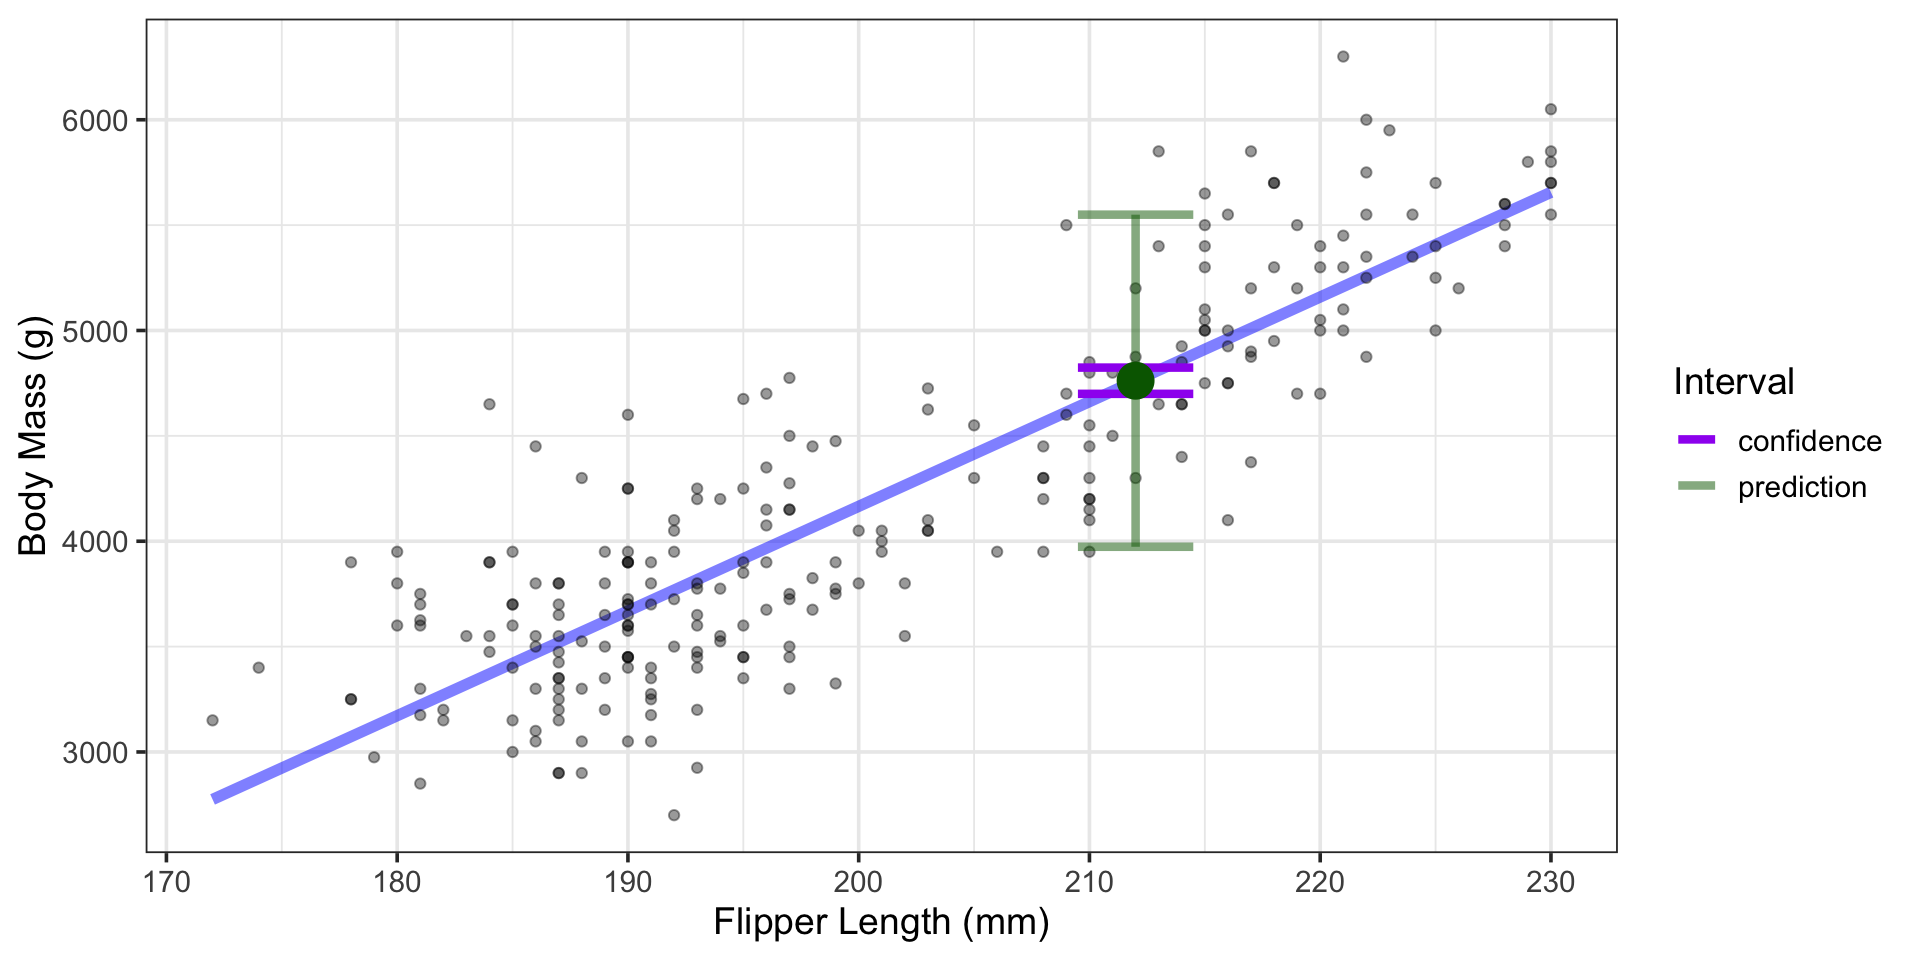 6000
5000
4000
3000
Body Mass (g)
170 180 190 200 210 220 230
Flipper Length (mm)
Interval
confidence
prediction